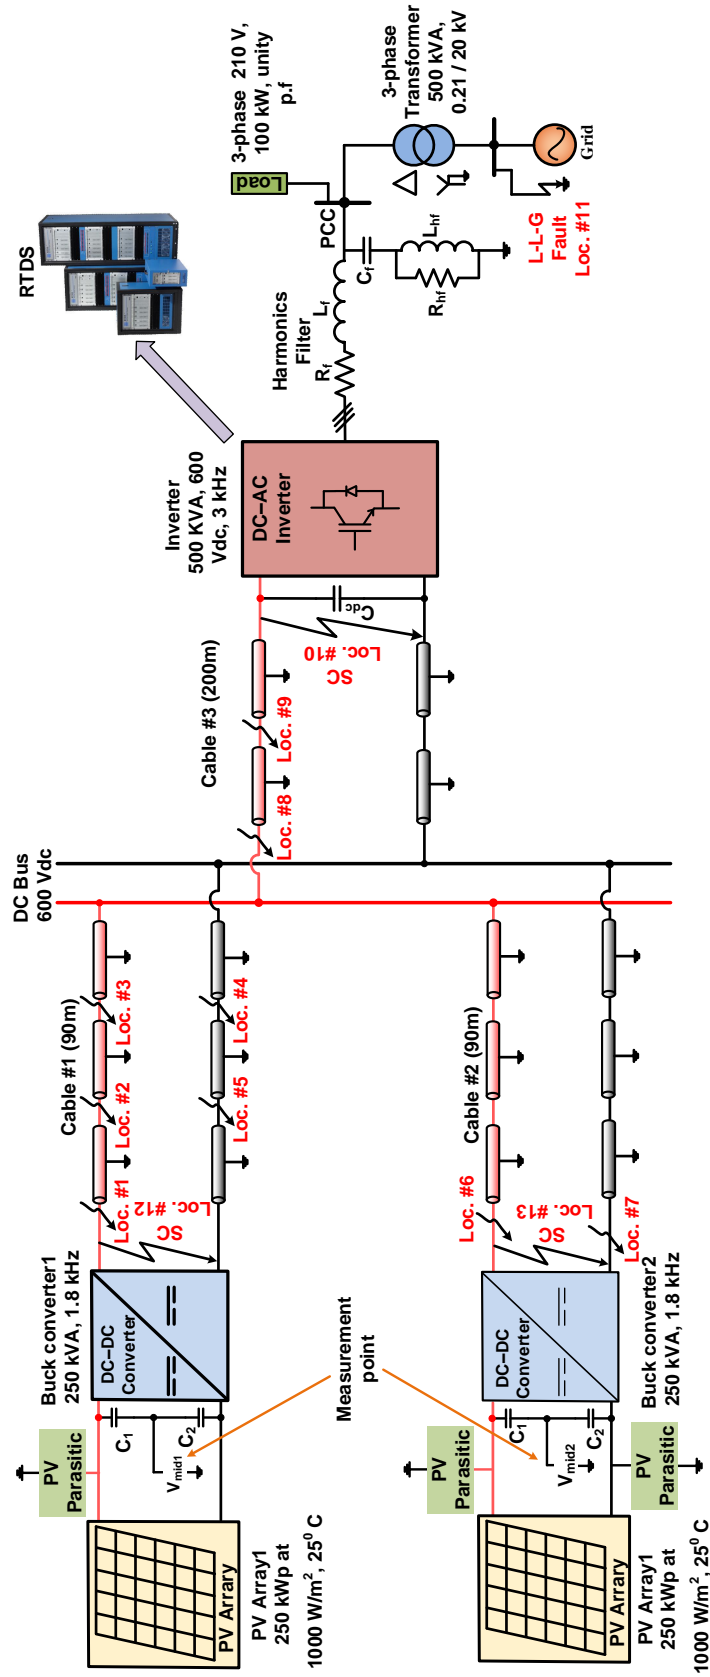 PV
Parasitic
PV Arrary
PV Array1
250 kWp at
1000 W/m², 25⁰ C
C₁
C₂
Vmid1
Buck converter1
250 kVA, 1.8 kHz
DC–DC
Converter
Measurement
point
PV
Parasitic
PV
Parasitic
PV Arrary
PV Array1
250 kWp at
1000 W/m², 25⁰ C
C₁
C₂
Vmid2
Buck converter2
250 kVA, 1.8 kHz
DC–DC
Converter
Cable #1 (90m)
Loc. #1
Loc. #2
Loc. #3
Loc. #4
Loc. #5
SC
Loc. #12
Cable #2 (90m)
Loc. #6
Loc. #7
SC
Loc. #13
DC Bus
600 Vdc
Cable #3 (200m)
Loc. #8
Loc. #9
SC
Loc. #10
Cdc
Inverter
500 KVA, 600
Vdc, 3 kHz
DC–AC
Inverter
RTDS
Harmonics
Filter
Rf
Lf
Cf
Rhf
Lhf
PCC
Load
3-phase 210 V,
100 kW, unity
p.f
3-phase
Transformer
500 kVA,
0.21 / 20 kV
L-L-G
Fault
Loc. #11
Grid